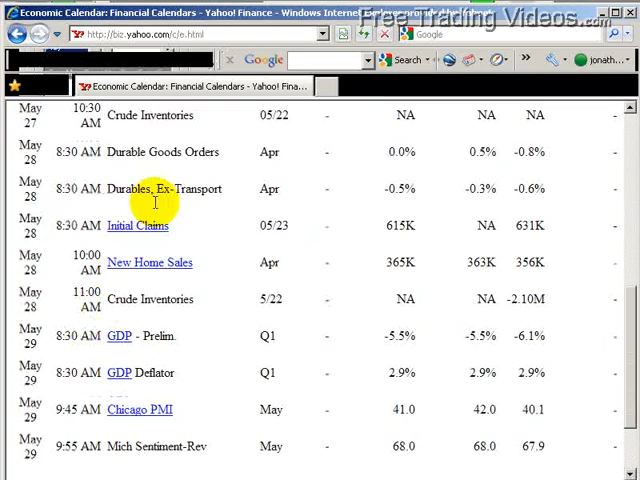 Economic Calendar: Financial Calendars - Yahoo! Finance - Windows Internet
Free Trading Videos.com
http://biz.yahoo.com/c/e.html
Google
Google
Search
jonath...
Economic Calendar: Financial Calendars - Yahoo! Fina...
May 27 10:30 AM Crude Inventories 05/22 - NA NA NA -
May 28 8:30 AM Durable Goods Orders Apr - 0.0% 0.5% -0.8% -
May 28 8:30 AM Durables, Ex-Transport Apr - -0.5% -0.3% -0.6% -
May 28 8:30 AM Initial Claims 05/23 - 615K NA 631K -
May 28 10:00 AM New Home Sales Apr - 365K 363K 356K -
May 28 11:00 AM Crude Inventories 5/22 - NA NA -2.10M -
May 29 8:30 AM GDP - Prelim. Q1 - -5.5% -5.5% -6.1% -
May 29 8:30 AM GDP Deflator Q1 - 2.9% 2.9% 2.9% -
May 29 9:45 AM Chicago PMI May - 41.0 42.0 40.1 -
May 29 9:55 AM Mich Sentiment-Rev May - 68.0 68.0 67.9 -